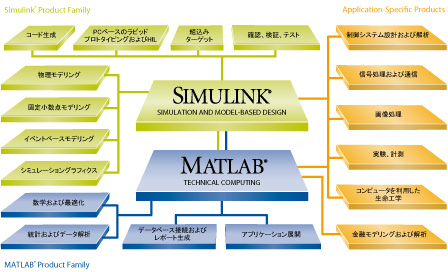 Simulink® Product Family
Application-Specific Products
コード生成
PCベースのラピッド
プロトタイピングおよびHIL
組込み
ターゲット
確認、検証、テスト
制御システム設計および解析
物理モデリング
信号処理および通信
固定小数点モデリング
SIMULINK®
SIMULATION AND MODEL-BASED DESIGN
画像処理
イベントベースモデリング
実験、計測
シミュレーショングラフィクス
MATLAB®
TECHNICAL COMPUTING
コンピュータを利用した
生命工学
数学および最適化
統計およびデータ解析
データベース接続および
レポート生成
アプリケーション展開
金融モデリングおよび解析
MATLAB® Product Family